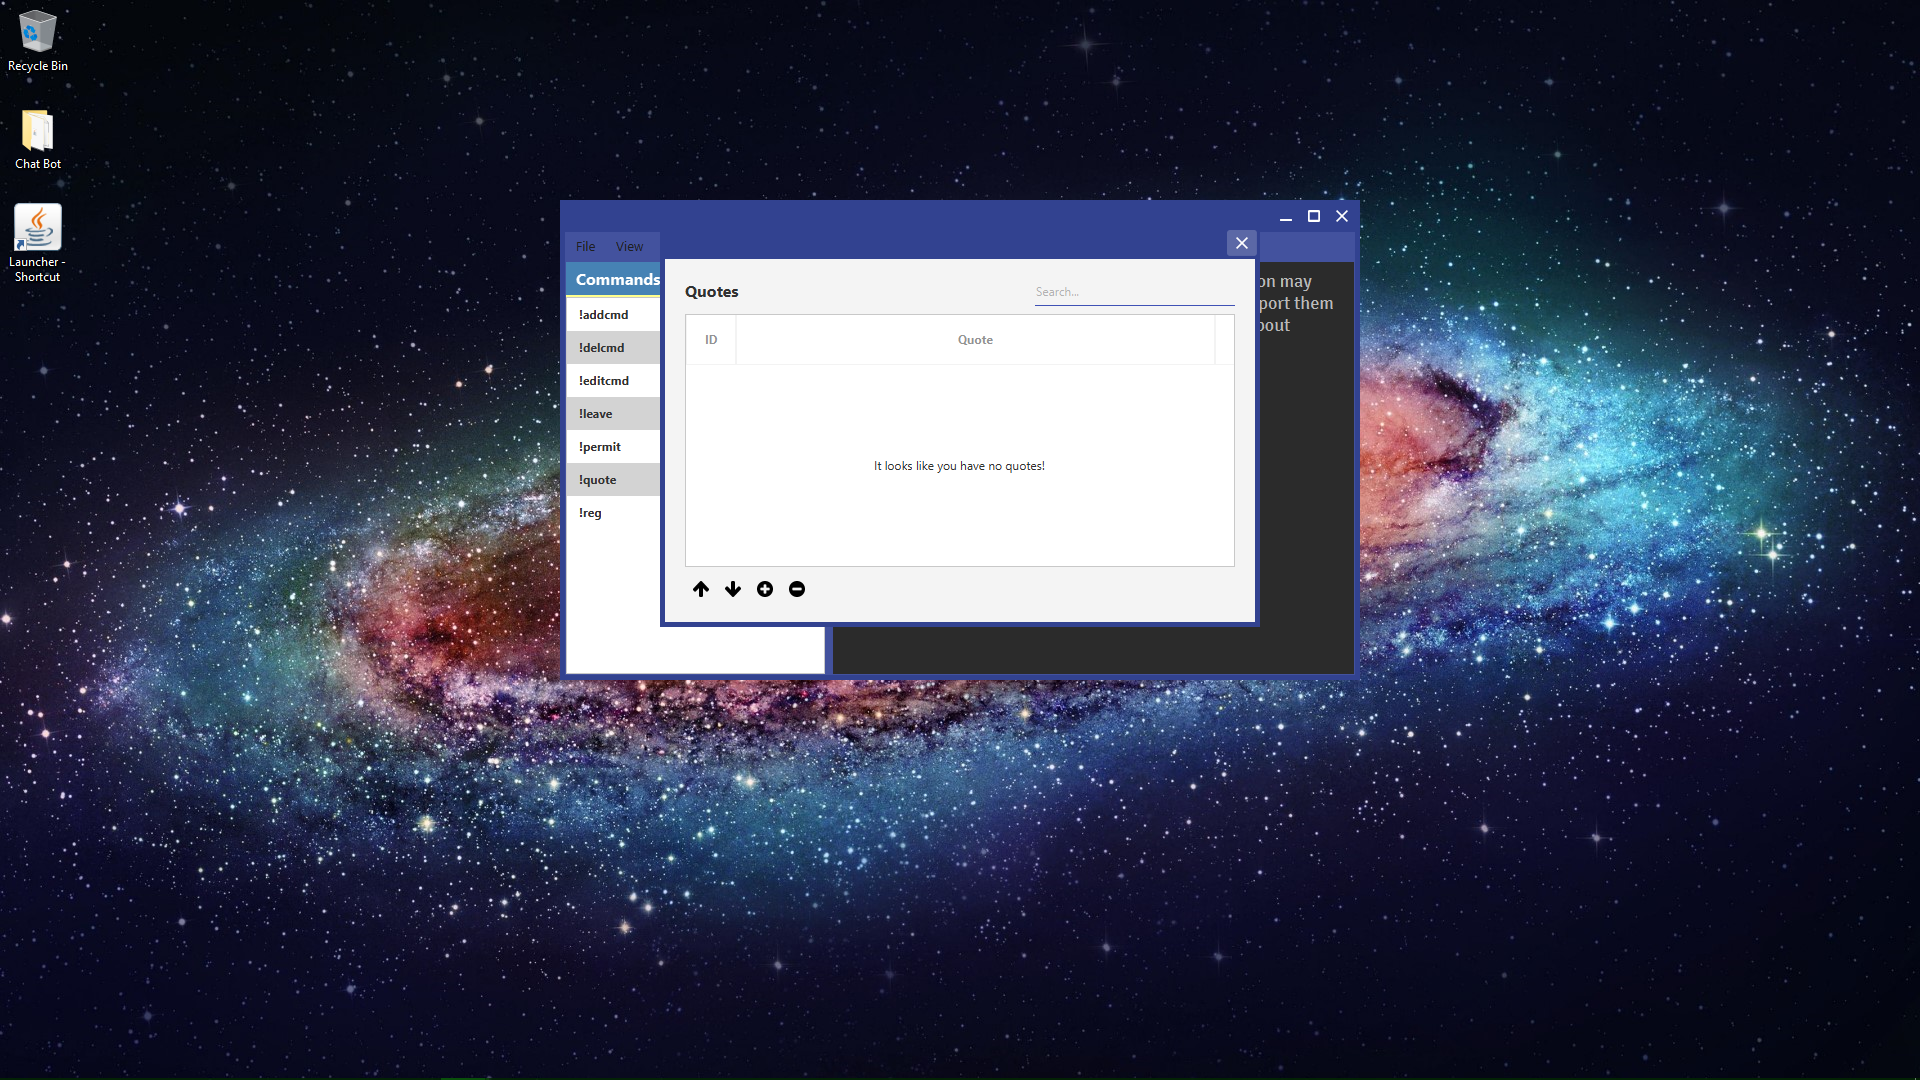 Recycle Bin
Chat Bot
Launcher -
Shortcut
File View
Commands
!addcmd
!delcmd
!editcmd
!leave
!permit
!quote
!reg
on may
port them
bout
Quotes
Search...
ID Quote
It looks like you have no quotes!